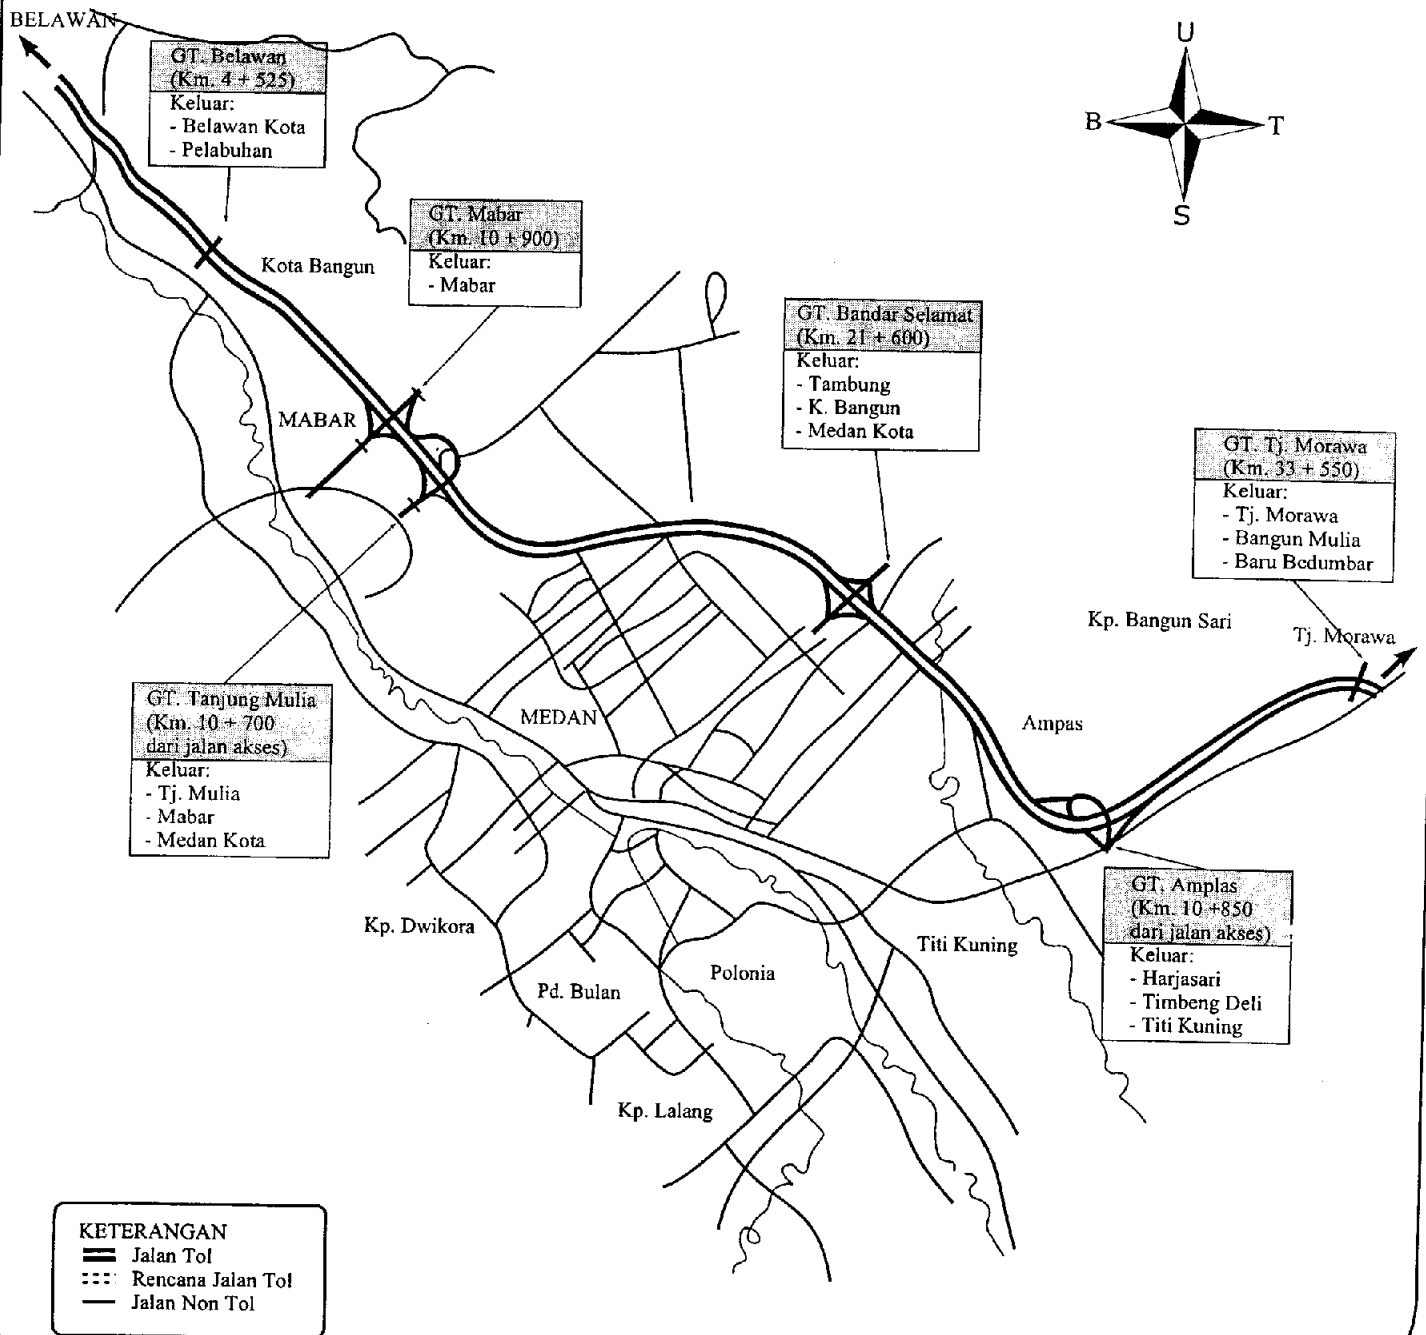 BELAWAN
U
B
T
S
GT. Belawan
(Km. 4 + 525)
Keluar:
- Belawan Kota
- Pelabuhan
GT. Mabar
(Km. 10 + 900)
Keluar:
- Mabar
Kota Bangun
GT. Bandar Selamat
(Km. 21 + 600)
Keluar:
- Tambung
- K. Bangun
- Medan Kota
MABAR
GT. Tj. Morawa
(Km. 33 + 550)
Keluar:
- Tj. Morawa
- Bangun Mulia
- Baru Bedumbar
Kp. Bangun Sari
Tj. Morawa
GT. Tanjung Mulia
(Km. 10 + 700
dari jalan akses)
Keluar:
- Tj. Mulia
- Mabar
- Medan Kota
MEDAN
Ampas
GT. Amplas
(Km. 10 +850
dari jalan akses)
Keluar:
- Harjasari
- Timbeng Deli
- Titi Kuning
Kp. Dwikora
Titi Kuning
Polonia
Pd. Bulan
Kp. Lalang
KETERANGAN
Jalan Tol
Rencana Jalan Tol
Jalan Non Tol